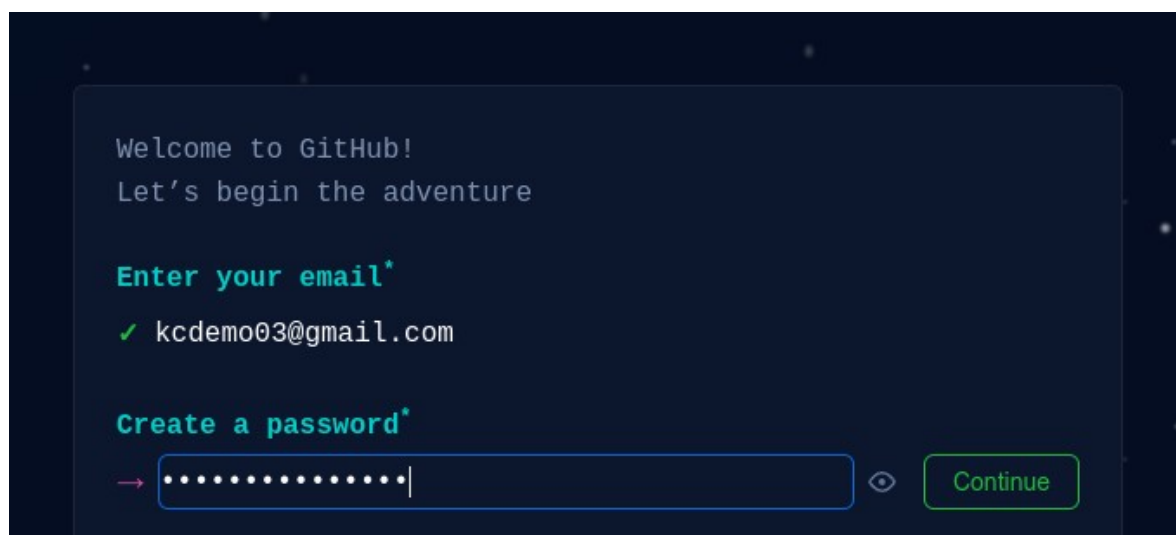 Welcome to GitHub!
Let’s begin the adventure
Enter your email*
✓ kcdemo03@gmail.com
Create a password*
→ ••••••••••••••• Continue